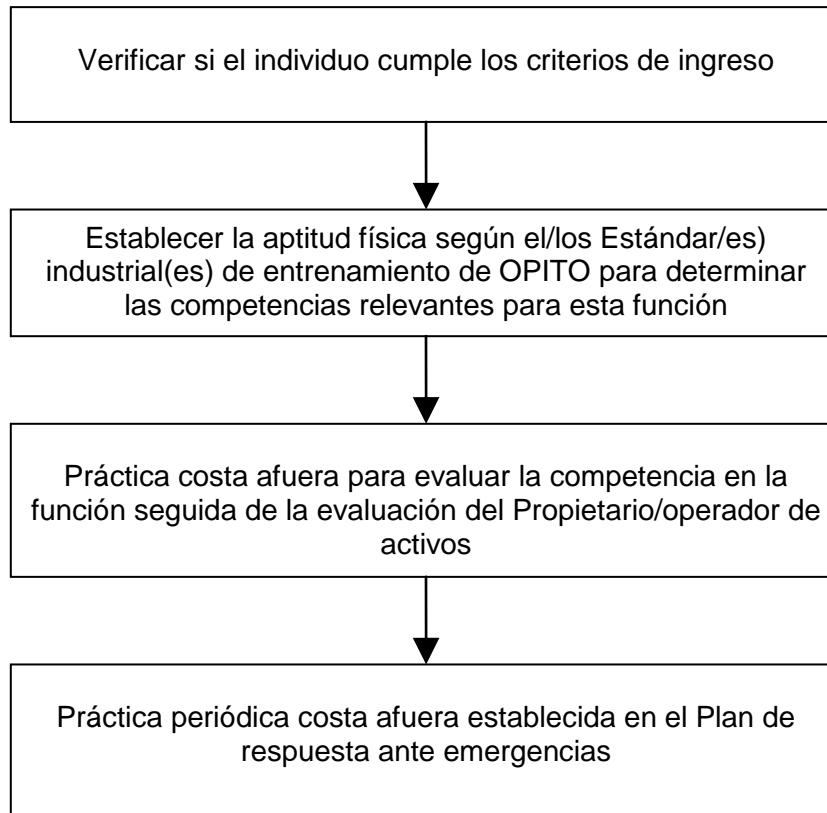 Verificar si el individuo cumple los criterios de ingreso
Establecer la aptitud física según el/los Estándar/es)
industrial(es) de entrenamiento de OPITO para determinar
las competencias relevantes para esta función
Práctica costa afuera para evaluar la competencia en la
función seguida de la evaluación del Propietario/operador de
activos
Práctica periódica costa afuera establecida en el Plan de
respuesta ante emergencias